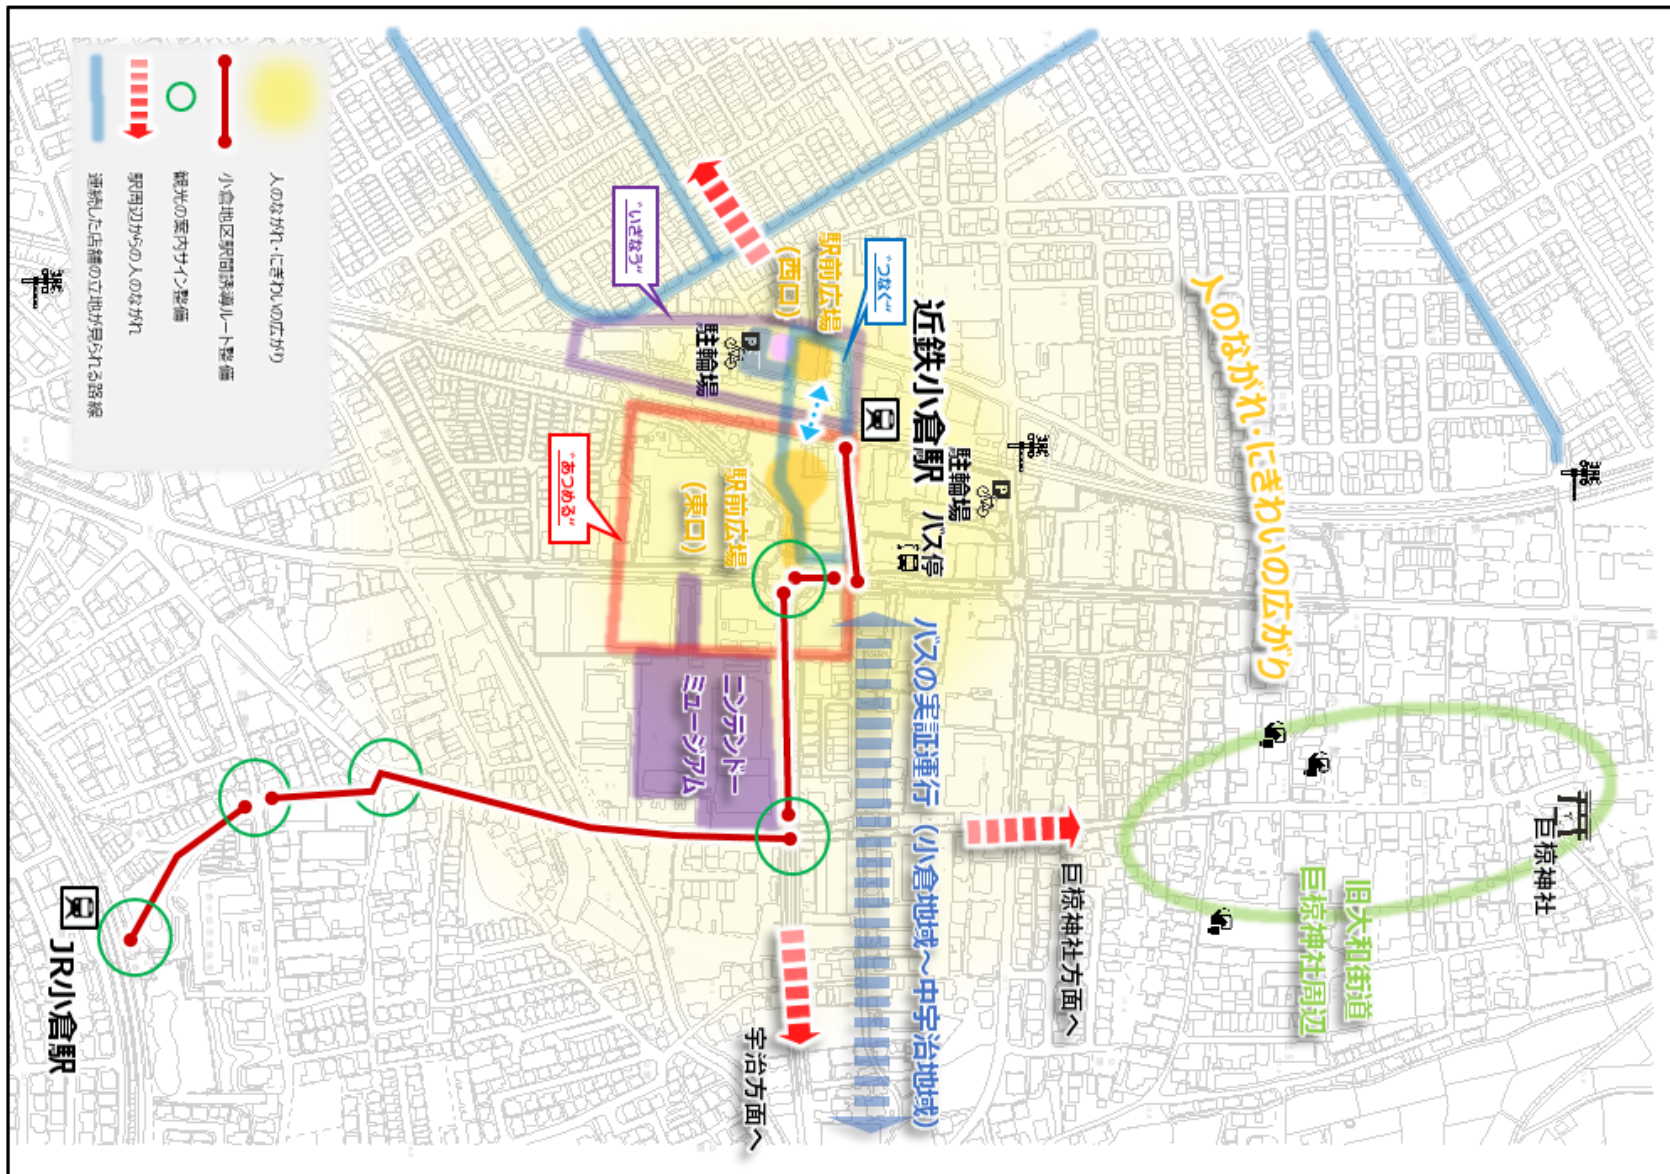 人のながれ・にぎわいの広がり
旧大和街道
巨椋神社周辺
巨椋神社
巨椋神社方面へ
駐輪場
P
近鉄小倉駅
バス停
バスの実証運行（小倉地域～中宇治地域）
“つなぐ”
駅前広場
（西口）
P
駐輪場
“いざなう”
駅前広場
（東口）
“あつめる”
ニンテンドー
ミュージアム
宇治方面へ
JR小倉駅
人のながれ・にぎわいの広がり
小倉地区駅間誘導ルート整備
観光の案内サイン整備
駅周辺からの人のながれ
連続した店舗の立地が見られる路線